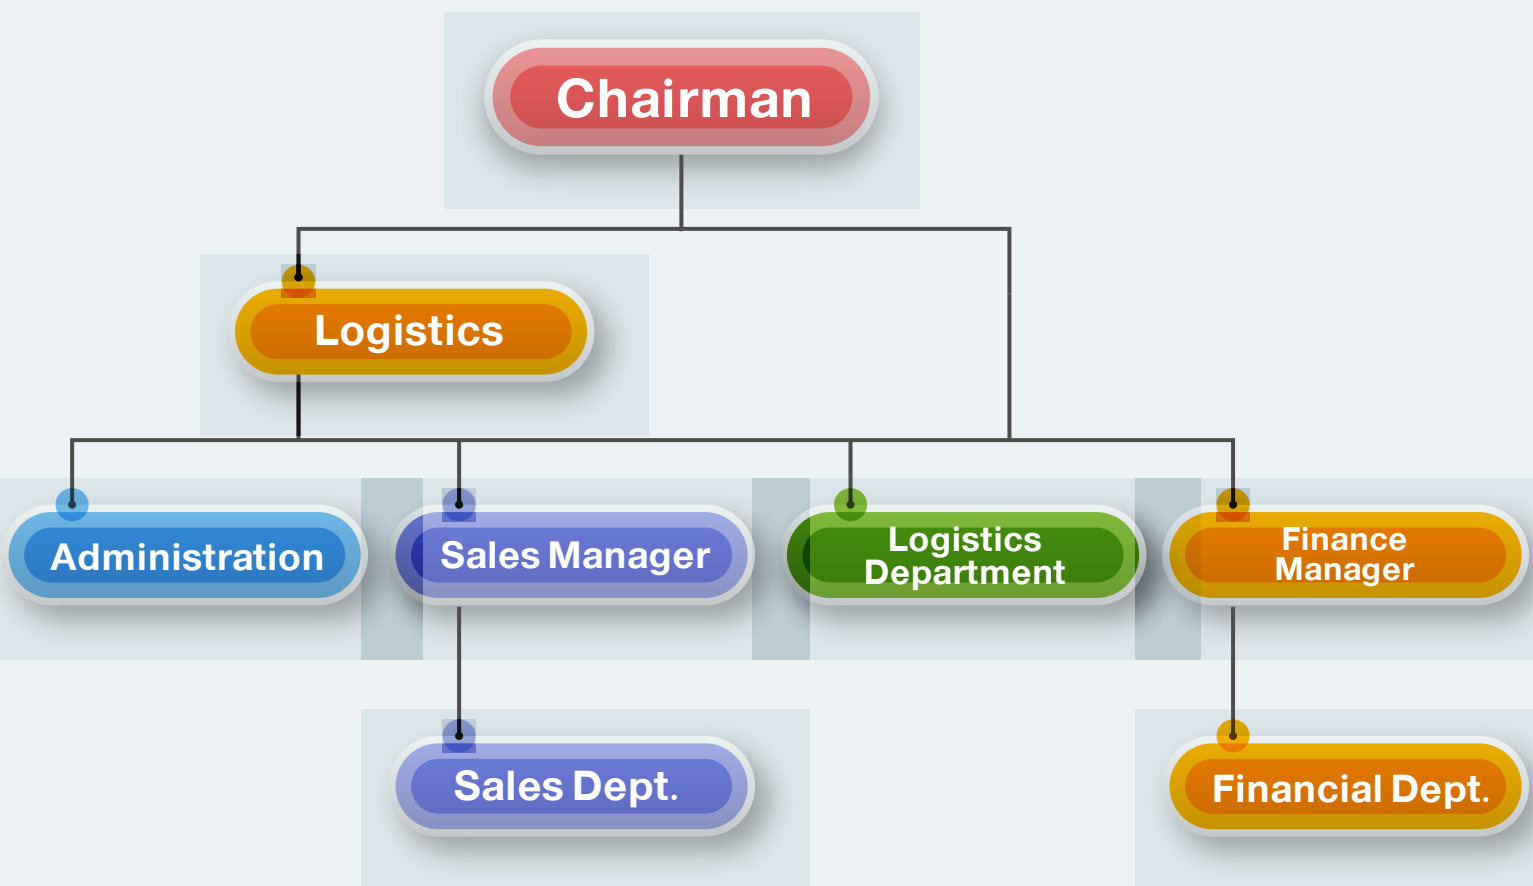 Chairman
Logistics
Administration
Sales Manager
Logistics
Department
Finance
Manager
Sales Dept.
Financial Dept.